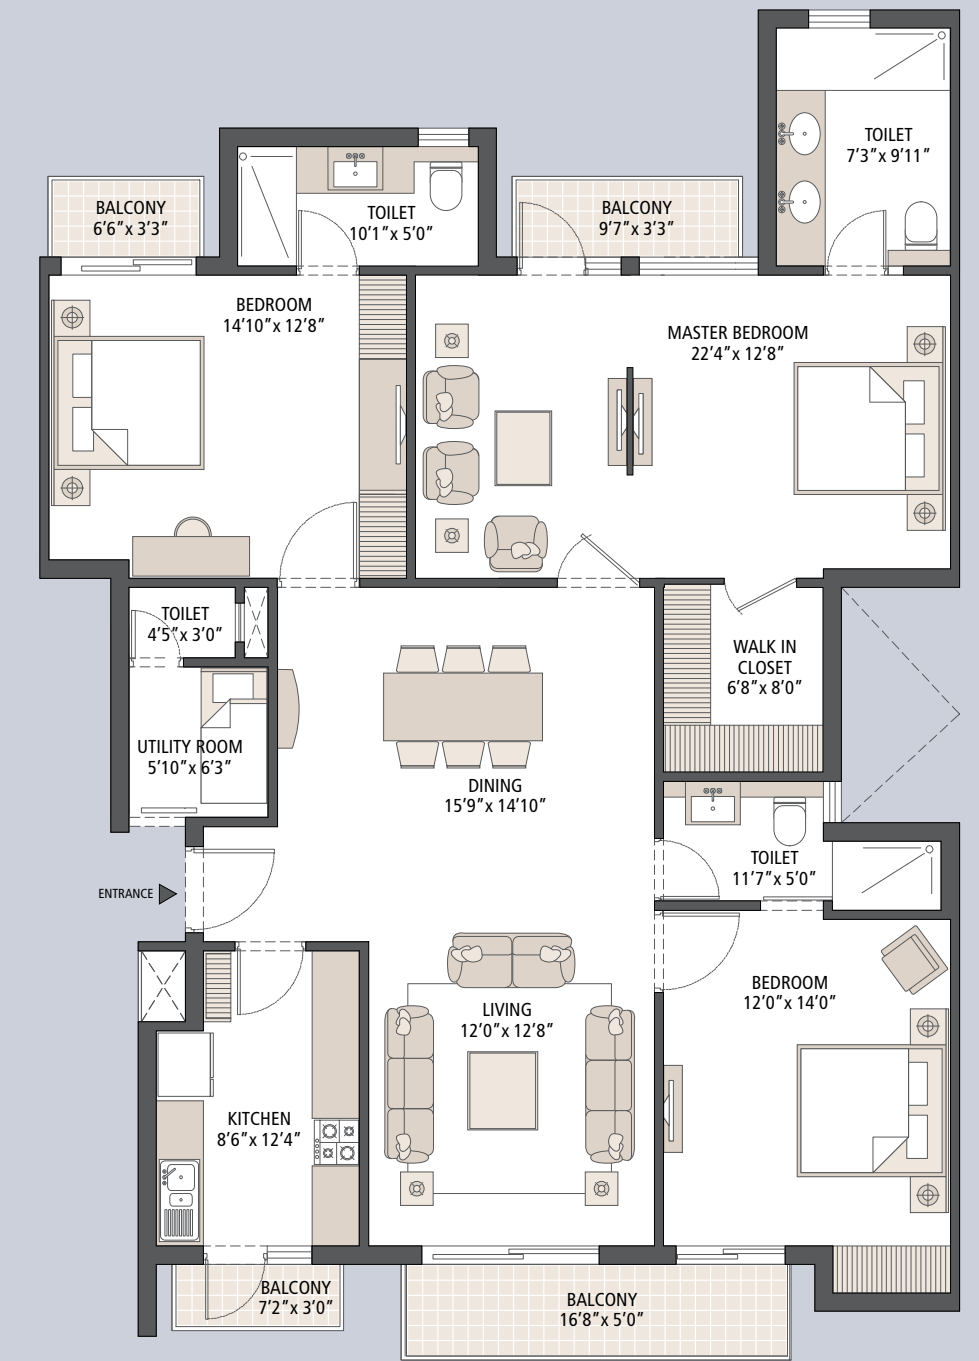 TOILET
7'3"x 9'11"
BALCONY
6'6"x 3'3"
TOILET
10'1"x 5'0"
BALCONY
9'7"x 3'3"
BEDROOM
14'10"x 12'8"
MASTER BEDROOM
22'4"x 12'8"
TOILET
4'5"x 3'0"
WALK IN
CLOSET
6'8"x 8'0"
UTILITY ROOM
5'10"x 6'3"
DINING
15'9"x 14'10"
TOILET
11'7"x 5'0"
ENTRANCE
BEDROOM
12'0"x 14'0"
LIVING
12'0"x 12'8"
KITCHEN
8'6"x 12'4"
BALCONY
7'2"x 3'0"
BALCONY
16'8"x 5'0"